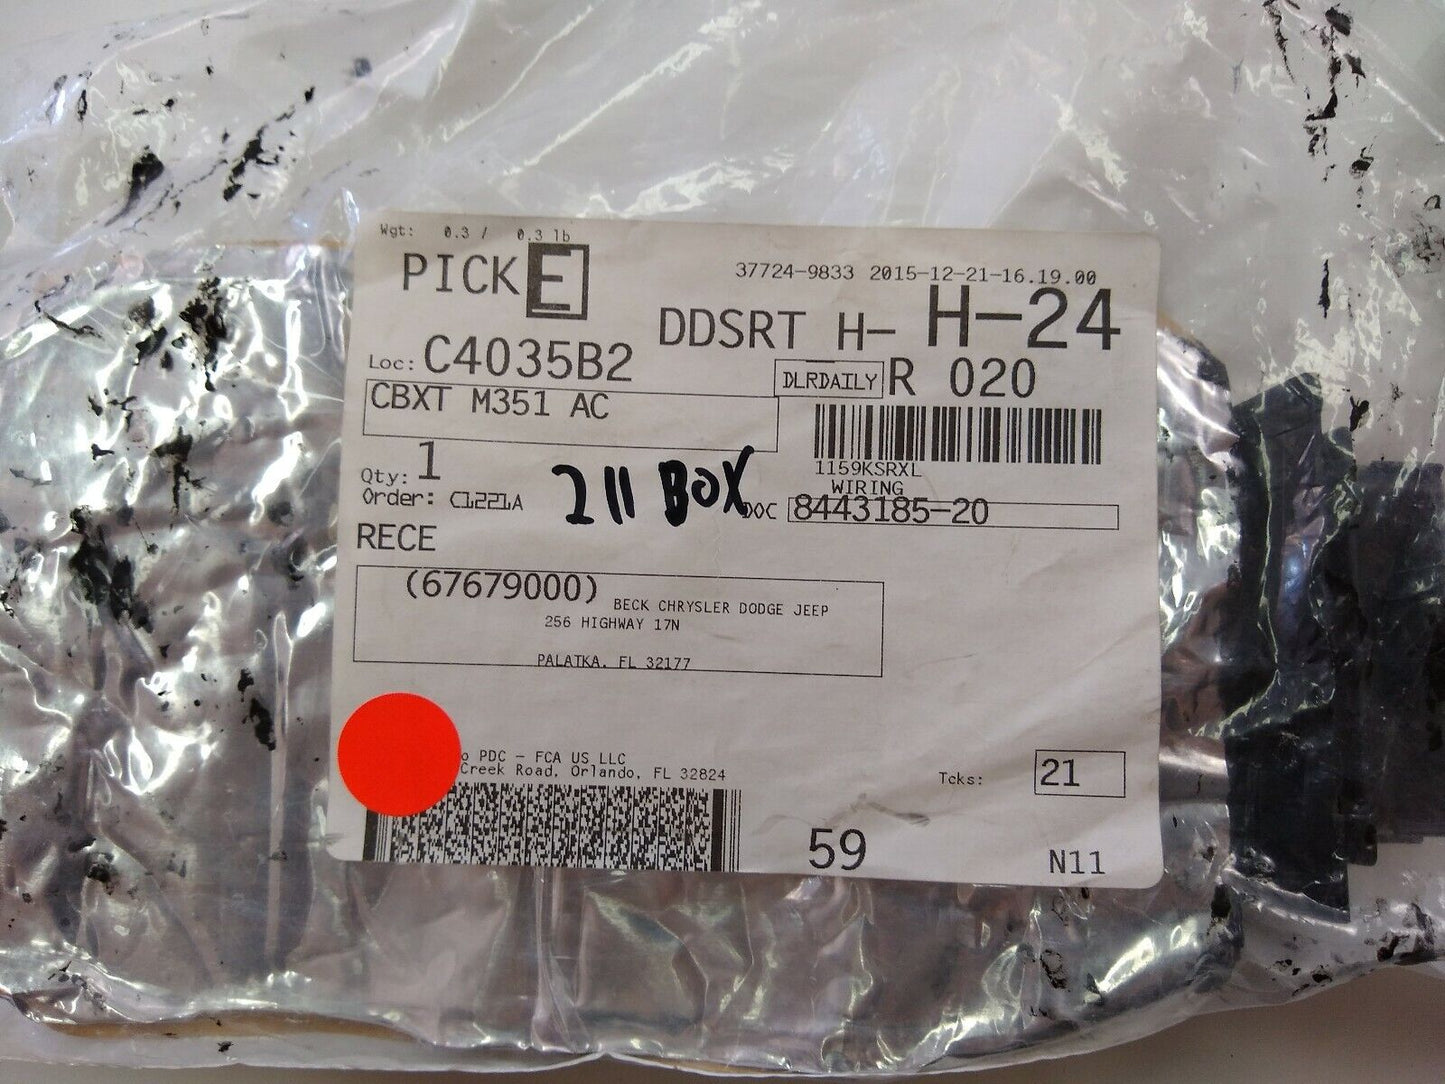 Wgt: 0.3 / 0.3 lb
PICK E
37724-9833 2015-12-21-16.19.00
DDSRT H- H-24
Loc: C4035B2
DLRDAILY R 020
CBXT M351 AC
1159KSRXL
WIRING
Qty: 1
Order: C1221A
211 BOX
DOC 8443185-20
RECE
(67679000) BECK CHRYSLER DODGE JEEP
256 HIGHWAY 17N
PALATKA, FL 32177
o PDC - FCA US LLC
Creek Road, Orlando, FL 32824
Tcks: 21
59
N11